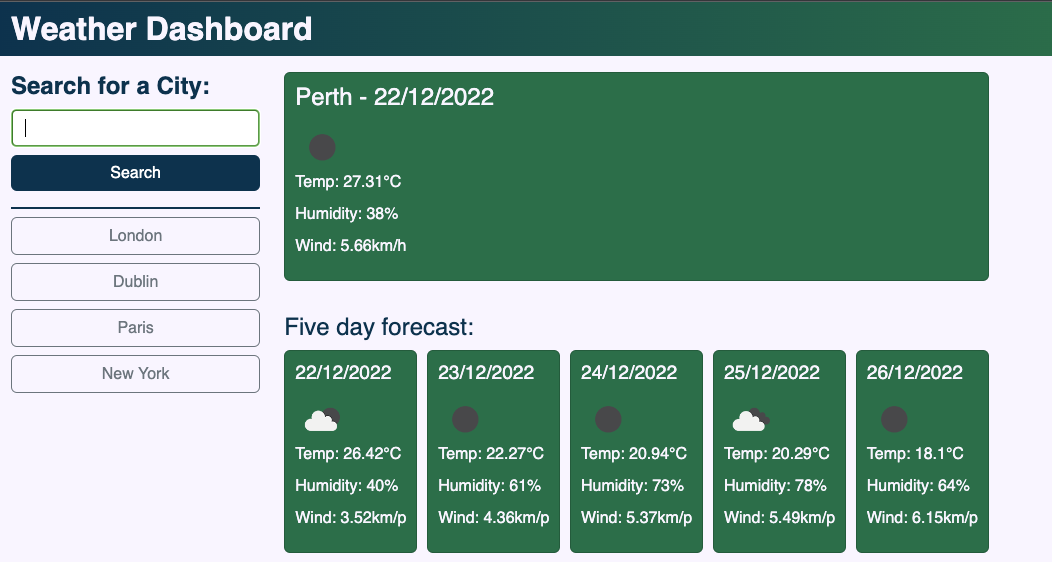 Weather Dashboard
Search for a City:
Search
London
Dublin
Paris
New York
Perth - 22/12/2022
Temp: 27.31°C
Humidity: 38%
Wind: 5.66km/h
Five day forecast:
22/12/2022
Temp: 26.42°C
Humidity: 40%
Wind: 3.52km/p
23/12/2022
Temp: 22.27°C
Humidity: 61%
Wind: 4.36km/p
24/12/2022
Temp: 20.94°C
Humidity: 73%
Wind: 5.37km/p
25/12/2022
Temp: 20.29°C
Humidity: 78%
Wind: 5.49km/p
26/12/2022
Temp: 18.1°C
Humidity: 64%
Wind: 6.15km/p